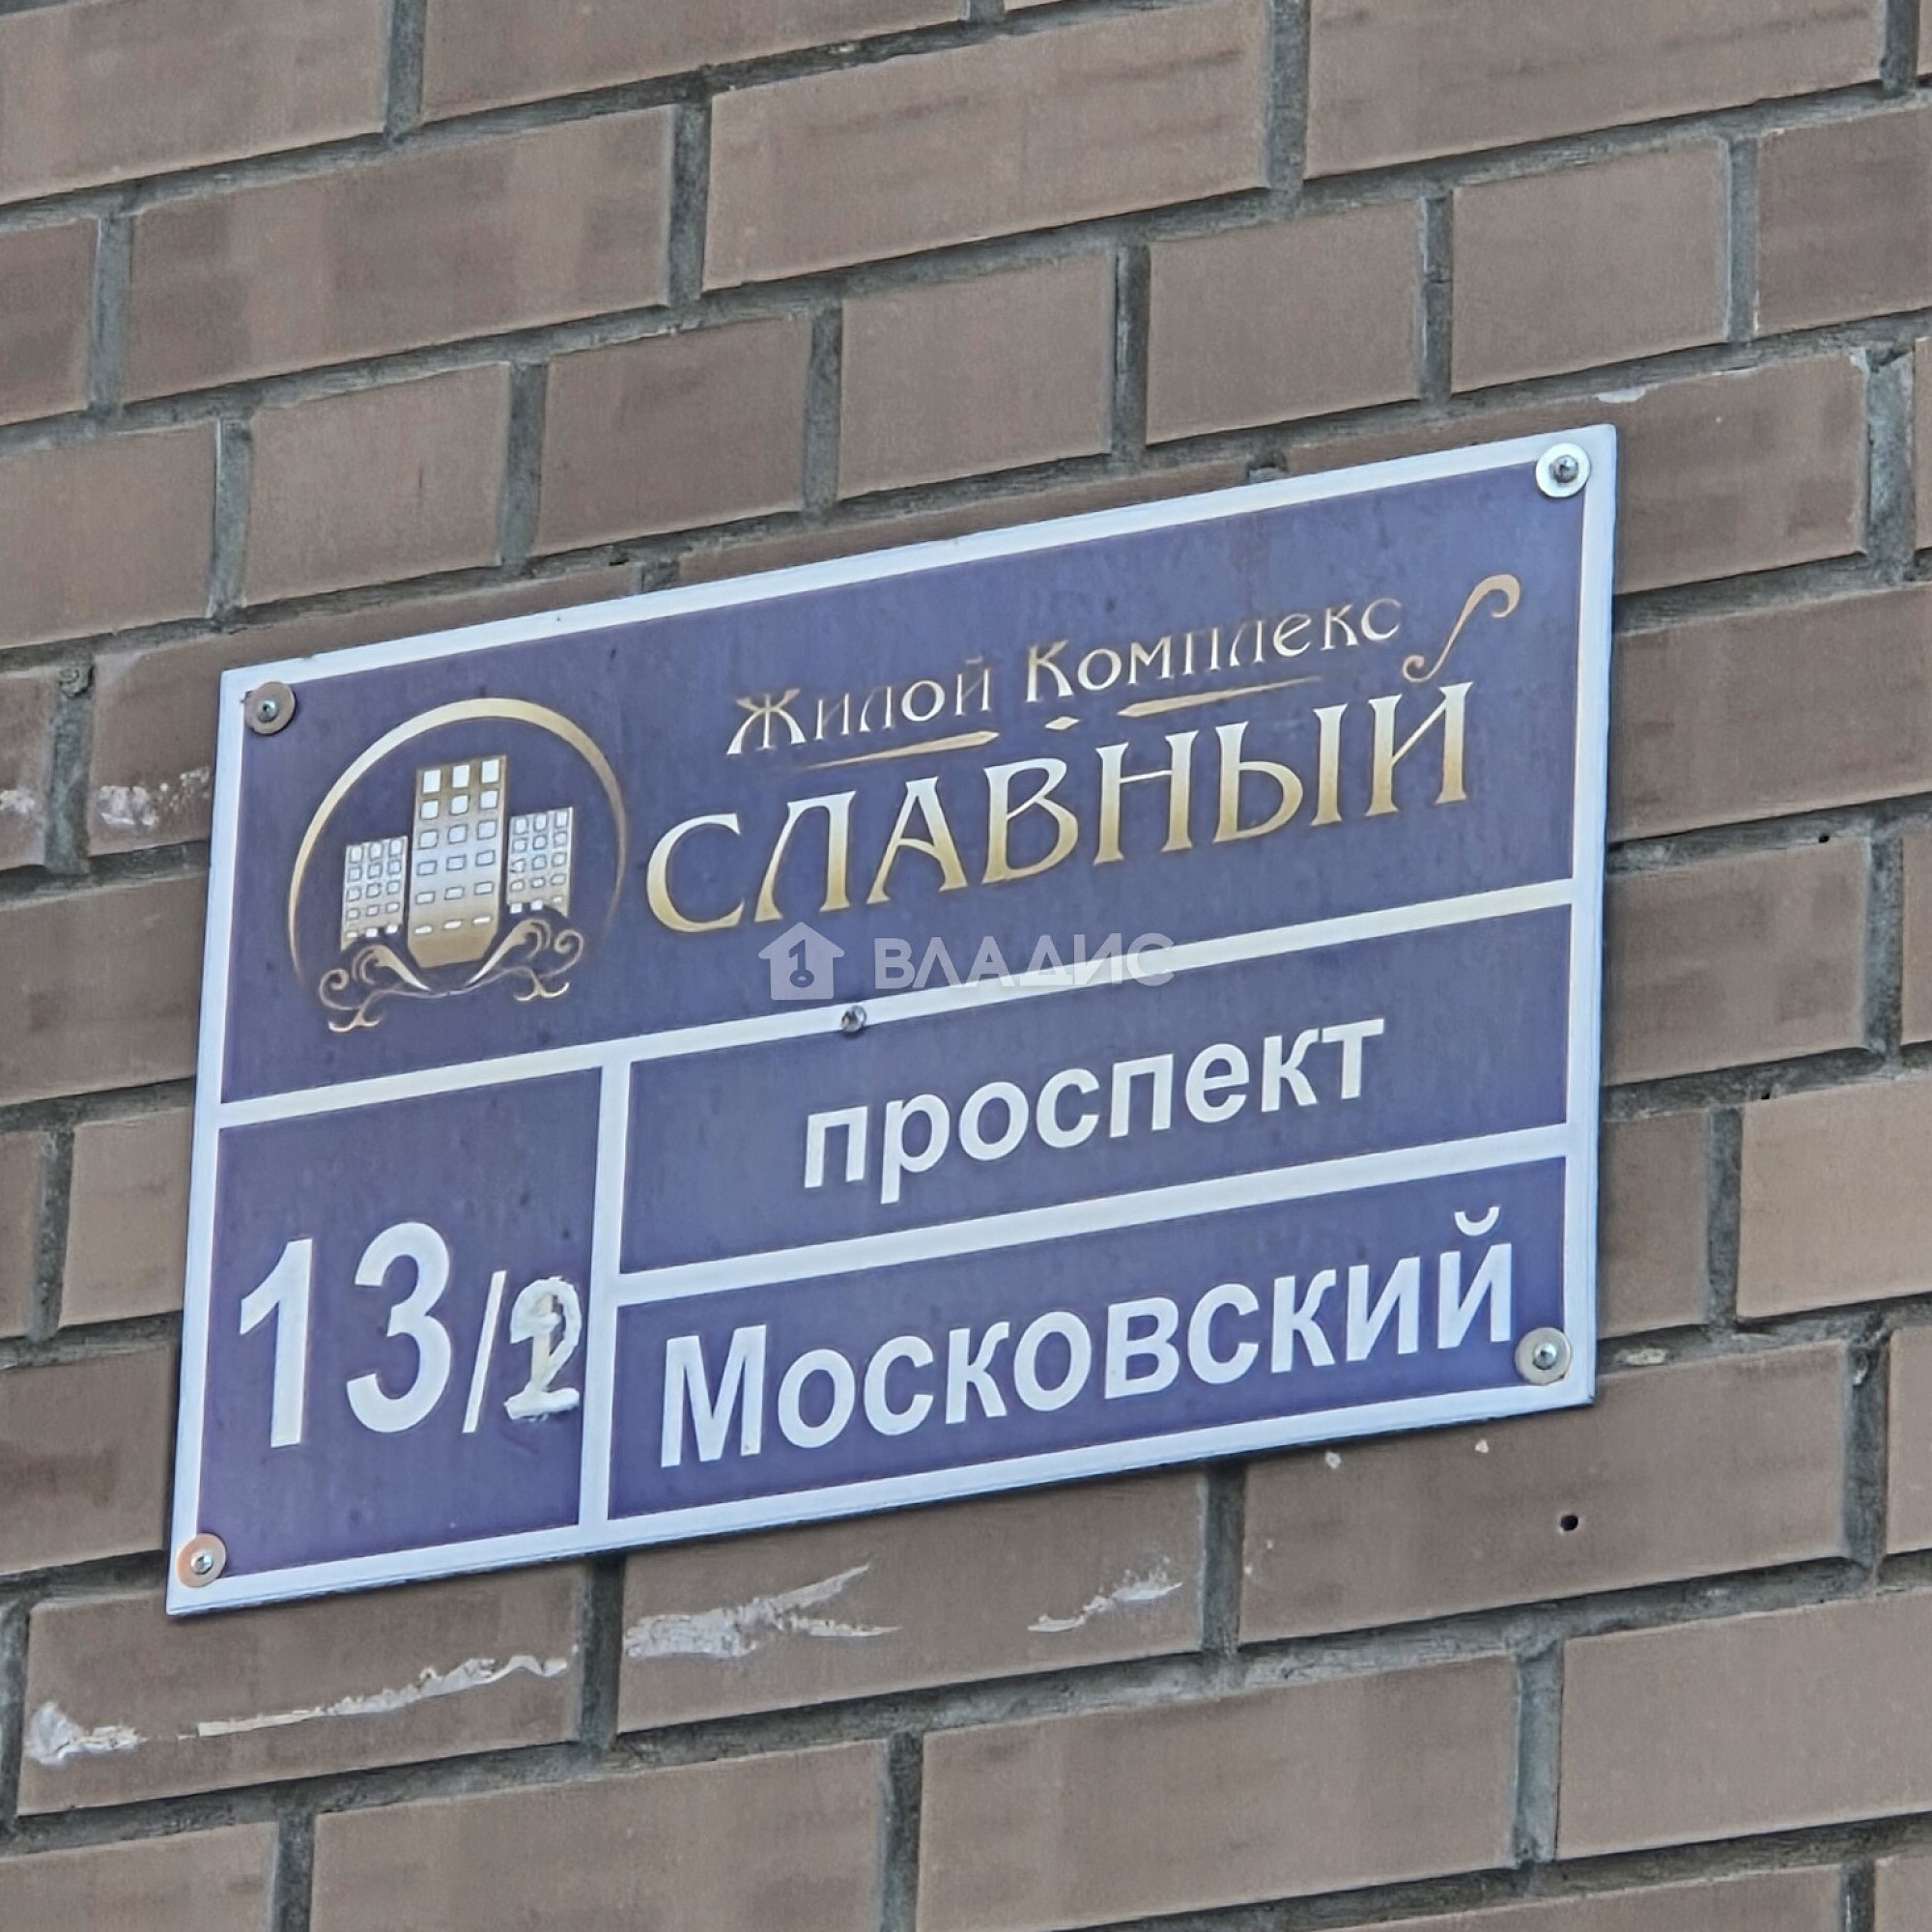 Жилой Комплекс
СЛАВНЫЙ
ВЛАДИС
проспект
13/2
Московский